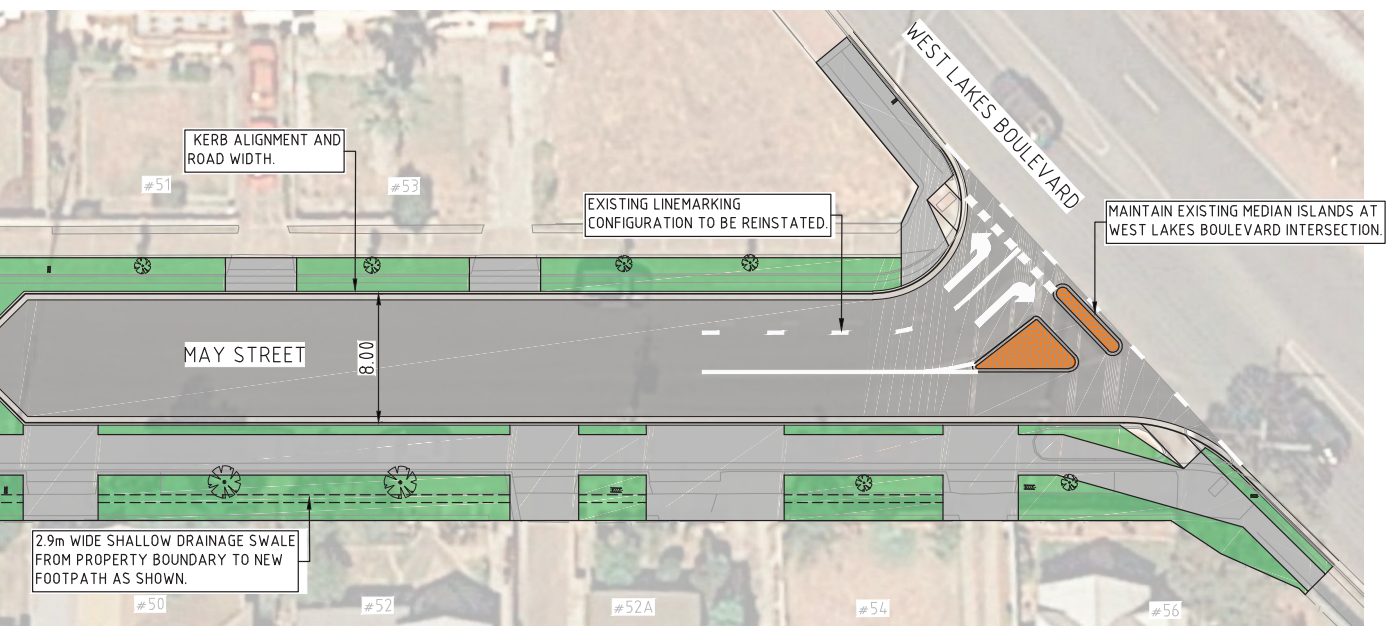 WEST LAKES BOULEVARD
KERB ALIGNMENT AND
ROAD WIDTH.
#51
#53
EXISTING LINEMARKING
CONFIGURATION TO BE REINSTATED.
MAINTAIN EXISTING MEDIAN ISLANDS AT
WEST LAKES BOULEVARD INTERSECTION.
MAY STREET
8.00
2.9m WIDE SHALLOW DRAINAGE SWALE
FROM PROPERTY BOUNDARY TO NEW
FOOTPATH AS SHOWN.
#50
#52
#52A
#54
#56